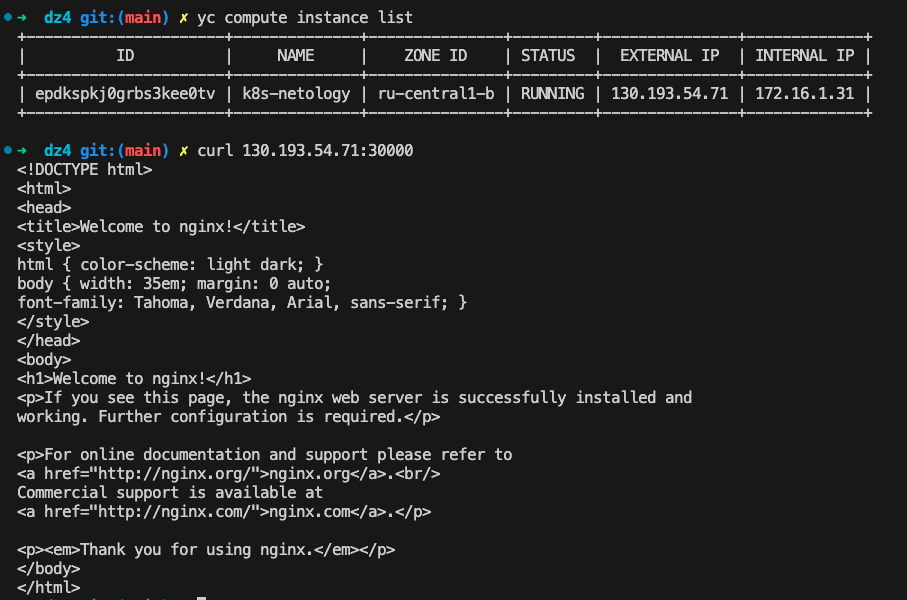 ➜ dz4 git:(main) ✗ yc compute instance list
+----------------------+--------------+---------------+---------+---------------+-------------+
| ID | NAME | ZONE ID | STATUS | EXTERNAL IP | INTERNAL IP |
+----------------------+--------------+---------------+---------+---------------+-------------+
| epdkspkj0grbs3kee0tv | k8s-netology | ru-central1-b | RUNNING | 130.193.54.71 | 172.16.1.31 |
+----------------------+--------------+---------------+---------+---------------+-------------+
➜ dz4 git:(main) ✗ curl 130.193.54.71:30000
<!DOCTYPE html>
<html>
<head>
<title>Welcome to nginx!</title>
<style>
html { color-scheme: light dark; }
body { width: 35em; margin: 0 auto;
font-family: Tahoma, Verdana, Arial, sans-serif; }
</style>
</head>
<body>
<h1>Welcome to nginx!</h1>
<p>If you see this page, the nginx web server is successfully installed and
working. Further configuration is required.</p>
<p>For online documentation and support please refer to
<a href="http://nginx.org/">nginx.org</a>.<br/>
Commercial support is available at
<a href="http://nginx.com/">nginx.com</a>.</p>
<p><em>Thank you for using nginx.</em></p>
</body>
</html>